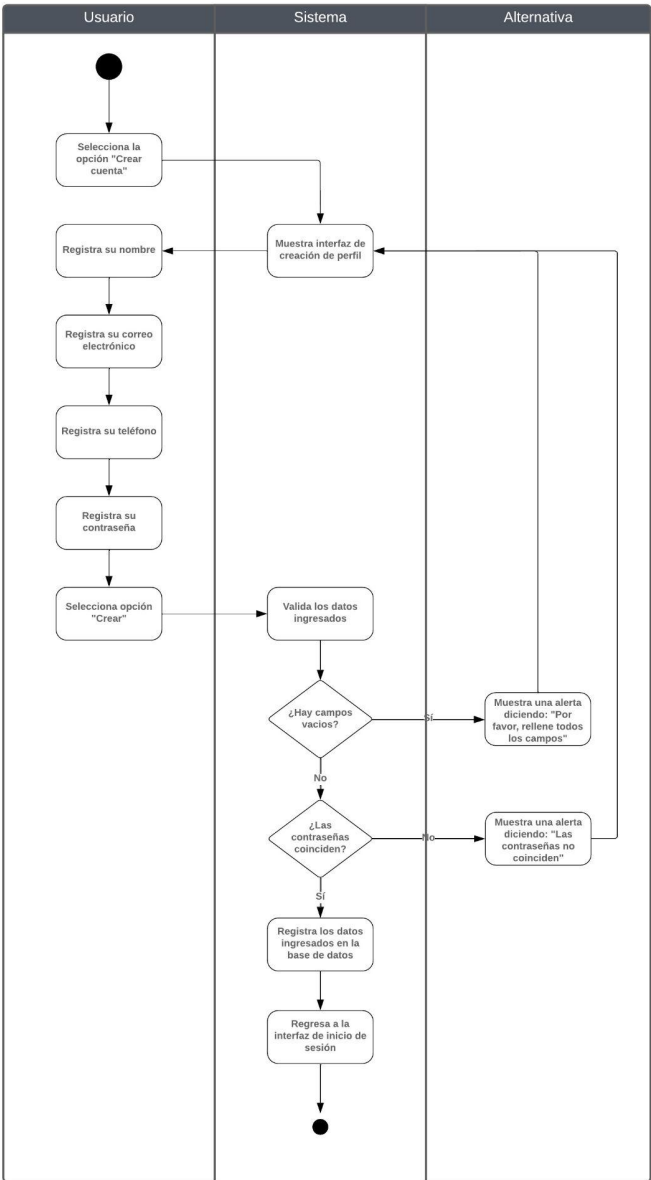 Usuario
Sistema
Alternativa
Selecciona la
opción "Crear
cuenta"
Registra su nombre
Muestra interfaz de
creación de perfil
Registra su correo
electrónico
Registra su teléfono
Registra su
contraseña
Selecciona opción
"Crear"
Valida los datos
ingresados
¿Hay campos
vacios?
Sí
Muestra una alerta
diciendo: "Por
favor, rellene todos
los campos"
No
¿Las
contraseñas
coinciden?
No
Muestra una alerta
diciendo: "Las
contraseñas no
coinciden"
Sí
Registra los datos
ingresados en la
base de datos
Regresa a la
interfaz de inicio de
sesión